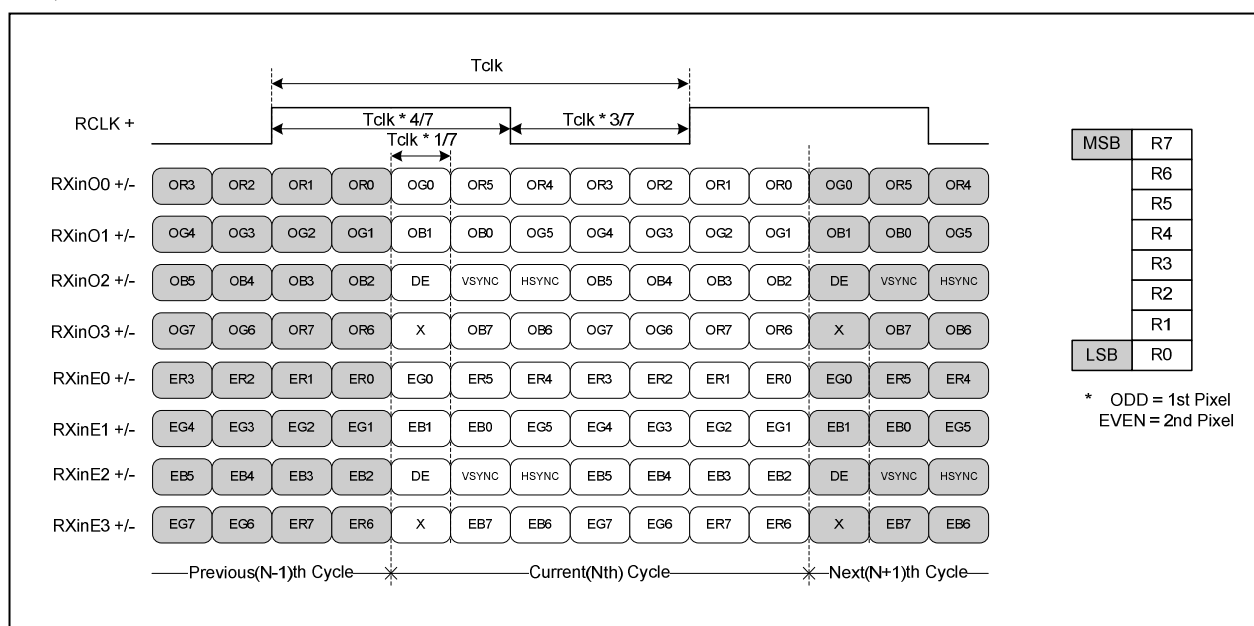 Tclk
RCLK +
Tclk * 4/7
Tclk * 3/7
Tclk * 1/7
RXinO0 +/- OR3 OR2 OR1 OR0 OG0 OR5 OR4 OR3 OR2 OR1 OR0 OG0 OR5 OR4
RXinO1 +/- OG4 OG3 OG2 OG1 OB1 OB0 OG5 OG4 OG3 OG2 OG1 OB1 OB0 OG5
RXinO2 +/- OB5 OB4 OB3 OB2 DE VSYNC HSYNC OB5 OB4 OB3 OB2 DE VSYNC HSYNC
RXinO3 +/- OG7 OG6 OR7 OR6 X OB7 OB6 OG7 OG6 OR7 OR6 X OB7 OB6
RXinE0 +/- ER3 ER2 ER1 ER0 EG0 ER5 ER4 ER3 ER2 ER1 ER0 EG0 ER5 ER4
RXinE1 +/- EG4 EG3 EG2 EG1 EB1 EB0 EG5 EG4 EG3 EG2 EG1 EB1 EB0 EG5
RXinE2 +/- EB5 EB4 EB3 EB2 DE VSYNC HSYNC EB5 EB4 EB3 EB2 DE VSYNC HSYNC
RXinE3 +/- EG7 EG6 ER7 ER6 X EB7 EB6 EG7 EG6 ER7 ER6 X EB7 EB6
Previous(N-1)th Cycle Current(Nth) Cycle Next(N+1)th Cycle
MSB R7
R6
R5
R4
R3
R2
R1
LSB R0
* ODD = 1st Pixel
EVEN = 2nd Pixel